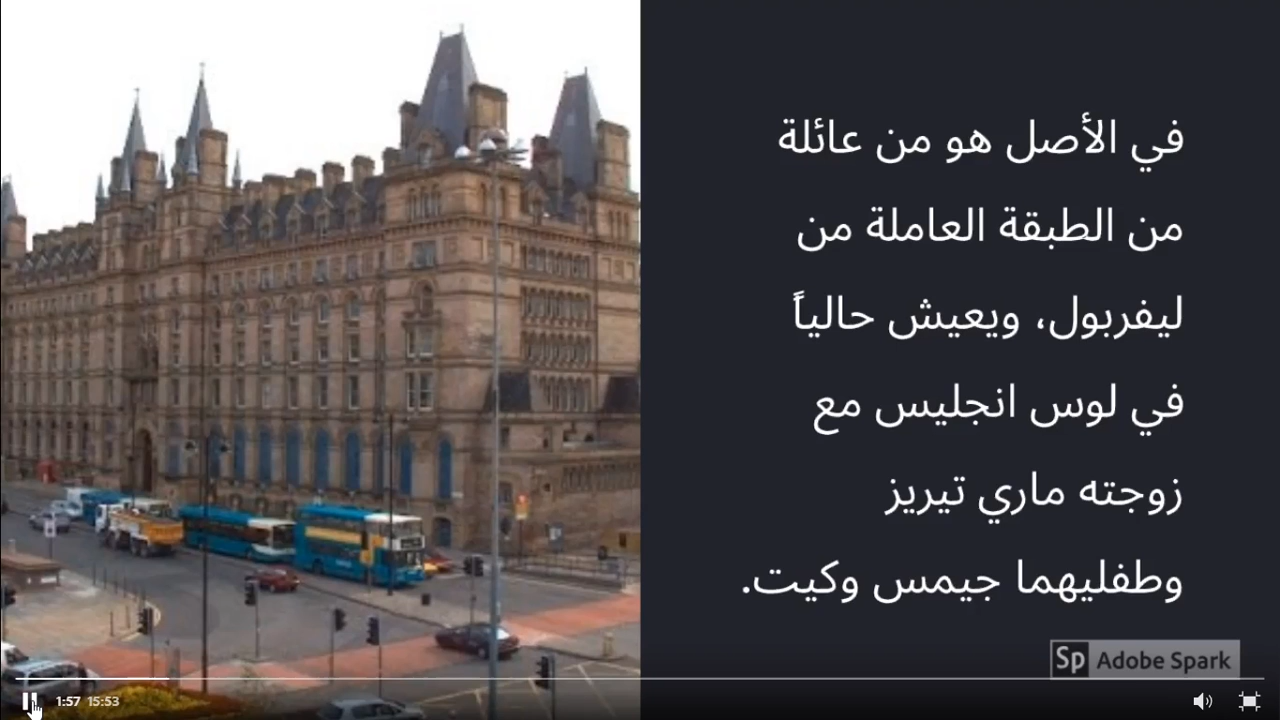 في الأصل هو من عائلة
من الطبقة العاملة من
ليفربول، ويعيش حالياً
في لوس انجليس مع
زوجته ماري تيريز
وطفليهما جيمس وكيت.
Sp Adobe Spark
1:57 15:53